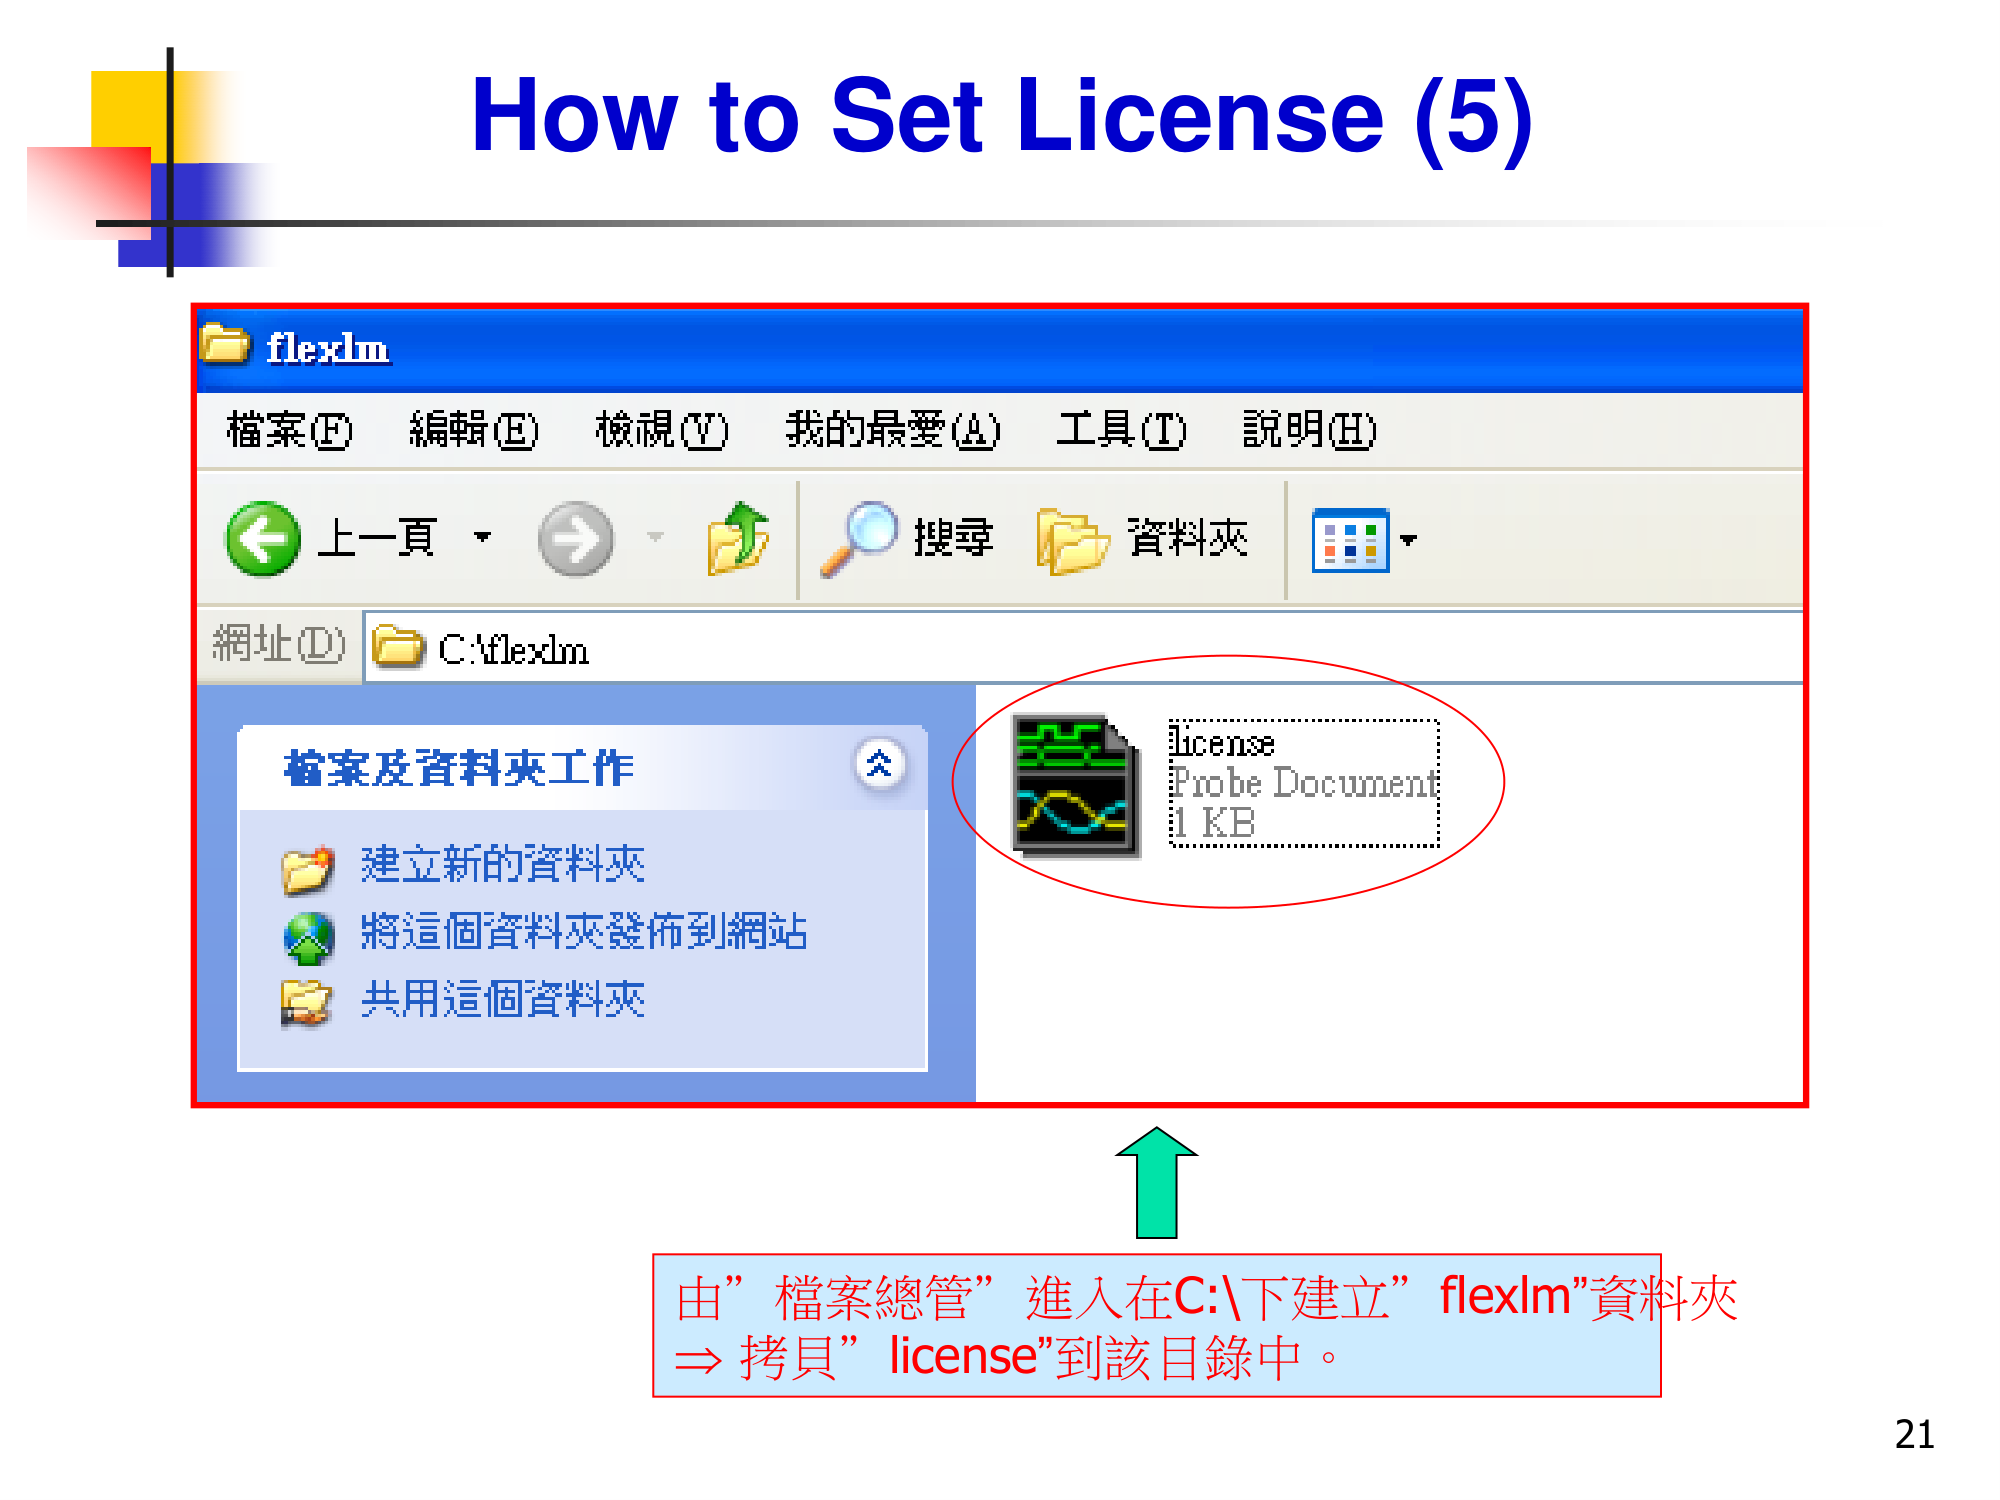 How to Set License (5)
flexlm
檔案(F) 編輯(E) 檢視(V) 我的最愛(A) 工具(T) 說明(H)
上一頁 搜尋 資料夾
網址(D) C:\flexlm
檔案及資料夾工作
建立新的資料夾
將這個資料夾發佈到網站
共用這個資料夾
license
Probe Document
1 KB
由”檔案總管”進入在C:\下建立”flexlm”資料夾
⇒ 拷貝”license”到該目錄中。
21